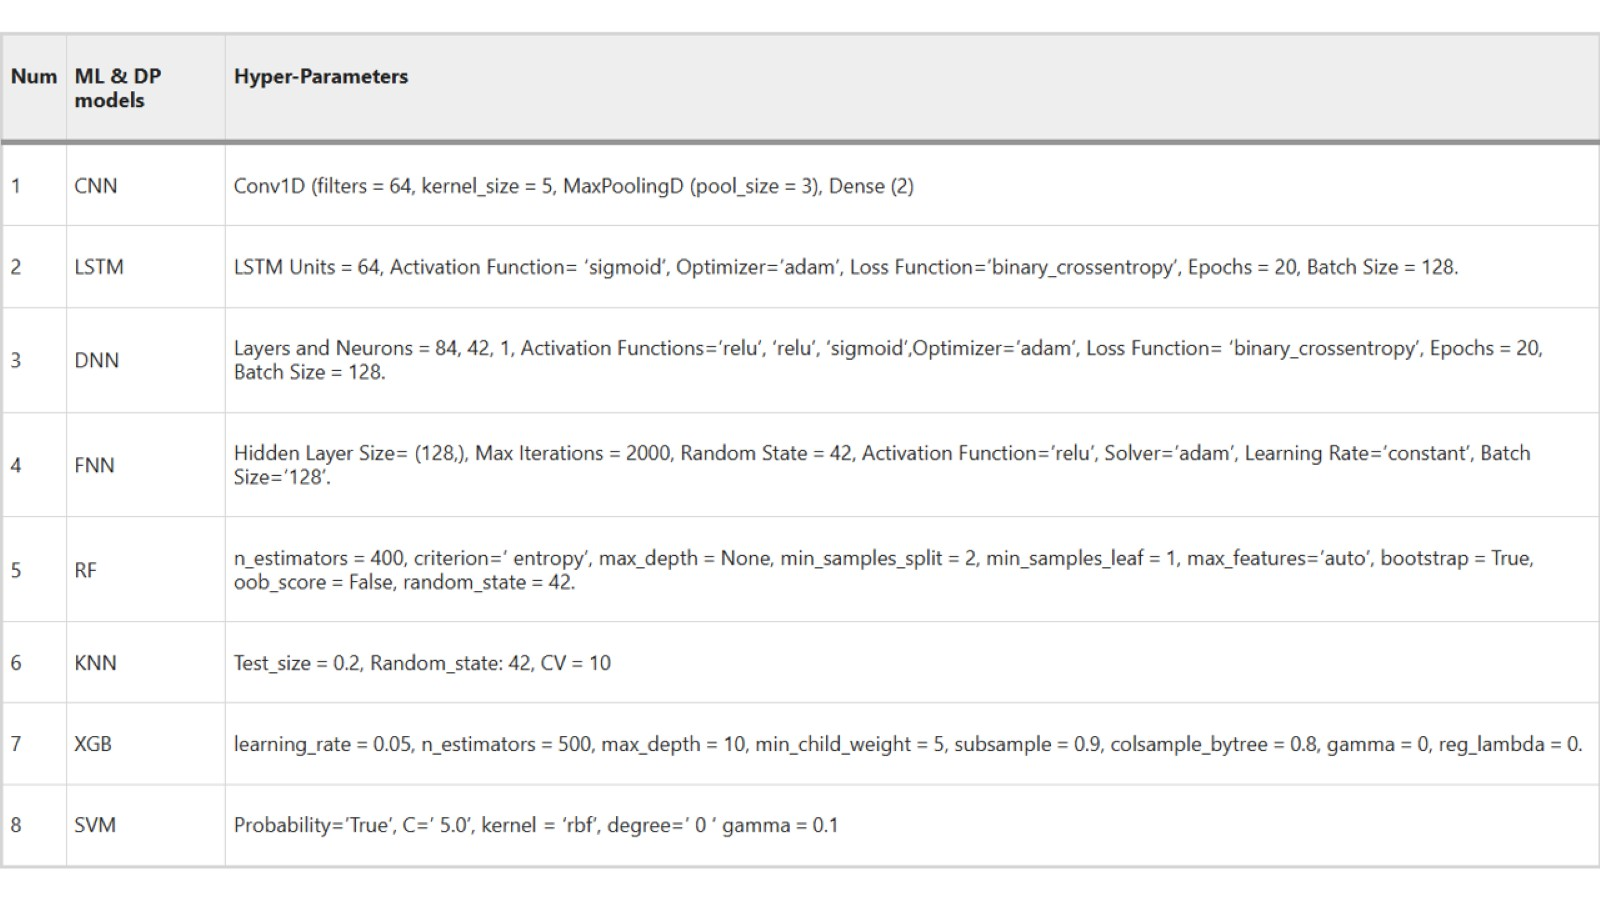 Num ML & DP models Hyper-Parameters
1 CNN Conv1D (filters = 64, kernel_size = 5, MaxPoolingD (pool_size = 3), Dense (2)
2 LSTM LSTM Units = 64, Activation Function= ‘sigmoid’, Optimizer=’adam’, Loss Function=’binary_crossentropy’, Epochs = 20, Batch Size = 128.
3 DNN Layers and Neurons = 84, 42, 1, Activation Functions=’relu’, ‘relu’, ‘sigmoid’,Optimizer=’adam’, Loss Function= ‘binary_crossentropy’, Epochs = 20,
Batch Size = 128.
4 FNN Hidden Layer Size= (128,), Max Iterations = 2000, Random State = 42, Activation Function=’relu’, Solver=’adam’, Learning Rate=’constant’, Batch
Size=’128’.
5 RF n_estimators = 400, criterion=’ entropy’, max_depth = None, min_samples_split = 2, min_samples_leaf = 1, max_features=’auto’, bootstrap = True,
oob_score = False, random_state = 42.
6 KNN Test_size = 0.2, Random_state: 42, CV = 10
7 XGB learning_rate = 0.05, n_estimators = 500, max_depth = 10, min_child_weight = 5, subsample = 0.9, colsample_bytree = 0.8, gamma = 0, reg_lambda = 0.
8 SVM Probability=’True’, C=’ 5.0’, kernel = ‘rbf’, degree=’ 0 ‘ gamma = 0.1